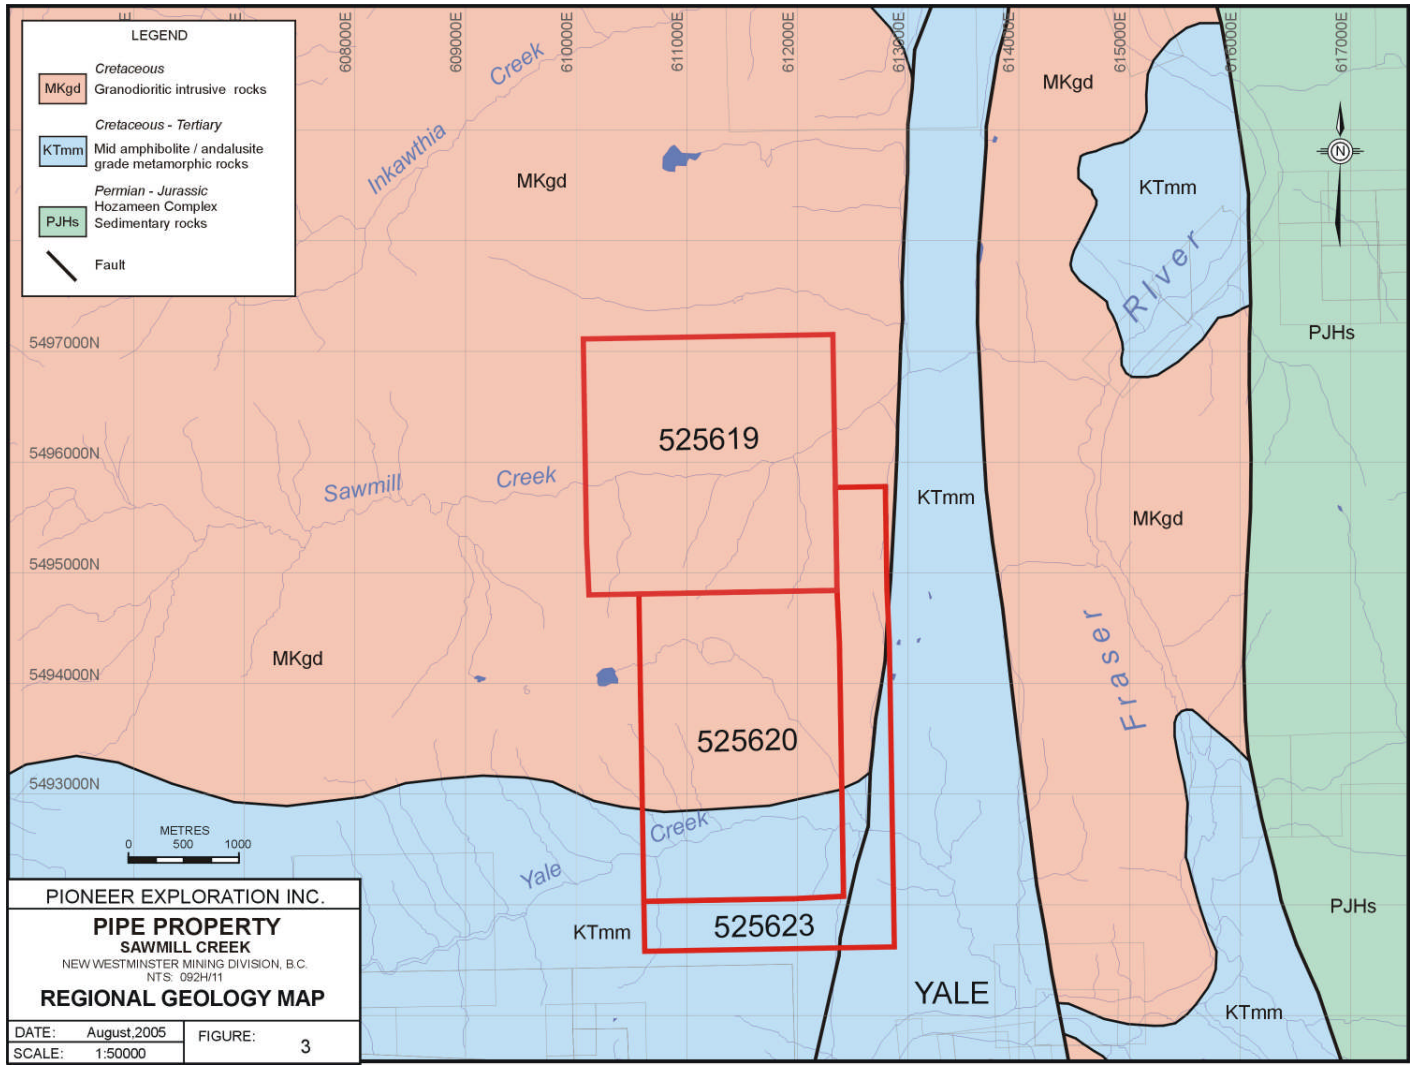 LEGEND
Cretaceous
MKgd Granodioritic intrusive rocks
Cretaceous - Tertiary
KTmm Mid amphibolite / andalusite
grade metamorphic rocks
Permian - Jurassic
Hozameen Complex
PJHs Sedimentary rocks
Fault
608000E
609000E
610000E
611000E
612000E
613000E
614000E
615000E
616000E
617000E
Inkawthia Creek
MKgd
MKgd
KTmm
N
River
PJHs
5497000N
5496000N
5495000N
5494000N
5493000N
525619
Sawmill Creek
KTmm
MKgd
MKgd
Fraser
525620
METRES
0 500 1000
Yale Creek
KTmm
525623
YALE
PJHs
KTmm
PIONEER EXPLORATION INC.
PIPE PROPERTY
SAWMILL CREEK
NEW WESTMINSTER MINING DIVISION, B.C.
NTS: 092H/11
REGIONAL GEOLOGY MAP
DATE: August,2005
SCALE: 1:50000
FIGURE: 3